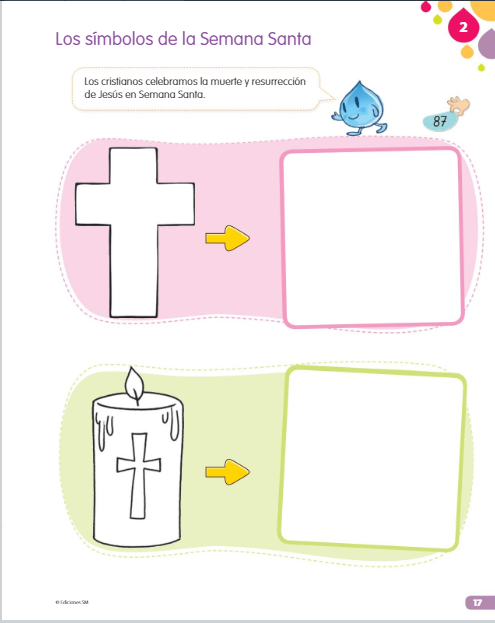 2
Los símbolos de la Semana Santa
Los cristianos celebramos la muerte y resurrección
de Jesús en Semana Santa.
87
© Ediciones SM
17